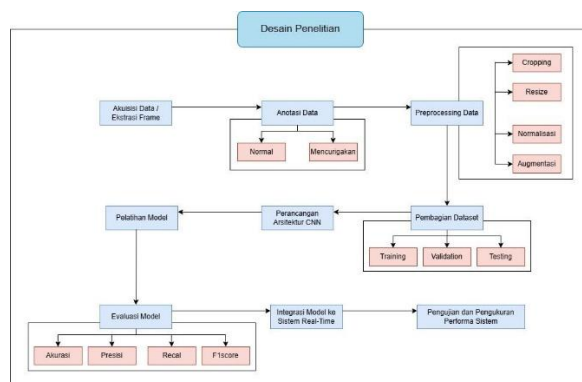 Desain Penelitian
Akuisisi Data /
Ekstrasi Frame
Anotasi Data
Normal
Mencurigakan
Preprocessing Data
Cropping
Resize
Normalisasi
Augmentasi
Pembagian Dataset
Training
Validation
Testing
Perancangan
Arsitektur CNN
Pelatihan Model
Evaluasi Model
Akurasi
Presisi
Recal
F1score
Integrasi Model ke
Sistem Real-Time
Pengujian dan Pengukuran
Performa Sistem